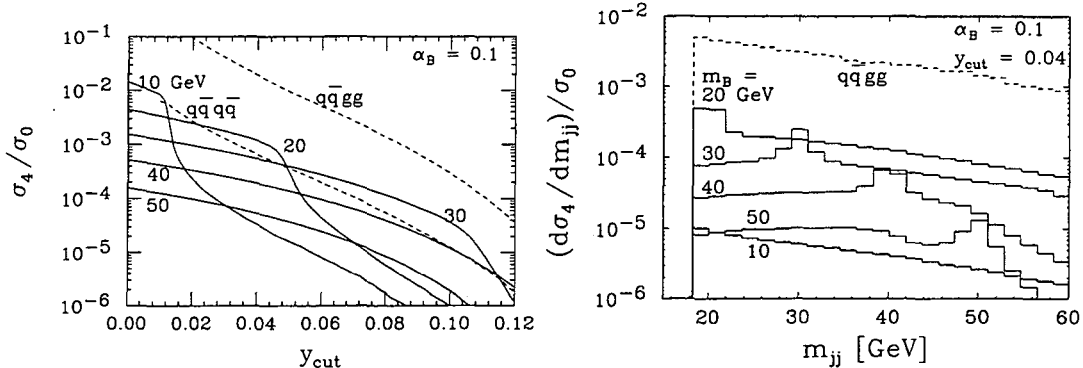 10⁻¹
10⁻²
10⁻³
10⁻⁴
10⁻⁵
10⁻⁶
σ₄/σ₀
α_B = 0.1
10 GeV
qq̄ qq̄
qq̄gg
20
40
50
30
0.00 0.02 0.04 0.06 0.08 0.10 0.12
y_cut
10⁻²
10⁻³
10⁻⁴
10⁻⁵
10⁻⁶
(dσ₄/dm_jj)/σ₀
α_B = 0.1
y_cut = 0.04
m_B =
20 GeV
qq̄gg
30
40
50
10
20 30 40 50 60
m_jj [GeV]